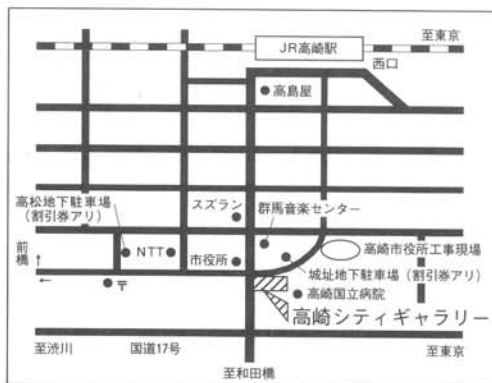 至東京
JR高崎駅
西口
高島屋
高松地下駐車場
(割引券アリ)
スズラン
群馬音楽センター
前橋
↑
←
NTT
市役所
高崎市役所工事現場
城址地下駐車場(割引券アリ)
〒
高崎国立病院
高崎シティギャラリー
至渋川
国道17号
至東京
至和田橋